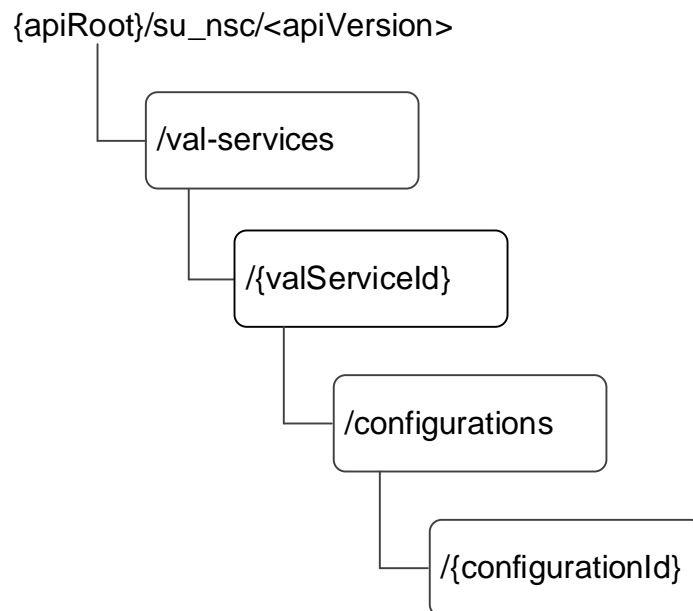 {apiRoot}/su_nsc/<apiVersion>
/val-services
/{valServiceId}
/configurations
/{configurationId}